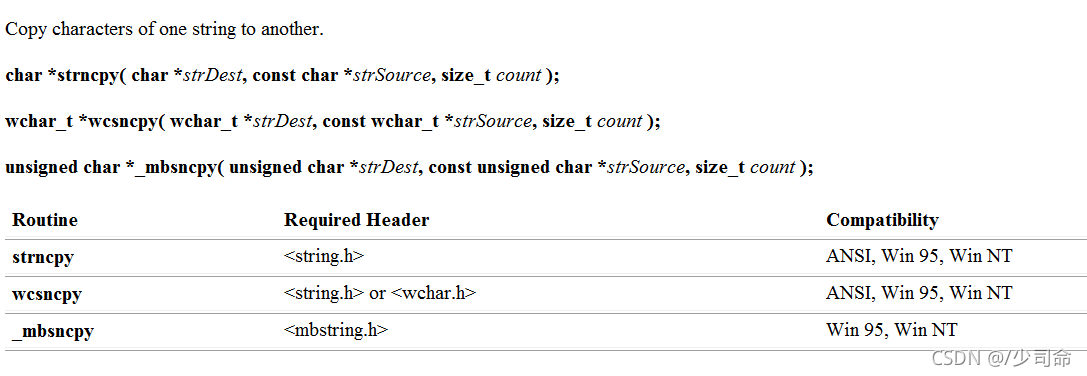 Copy characters of one string to another.
char *strncpy( char *strDest, const char *strSource, size_t count );
wchar_t *wcsncpy( wchar_t *strDest, const wchar_t *strSource, size_t count );
unsigned char *_mbsncpy( unsigned char *strDest, const unsigned char *strSource, size_t count );
Routine Required Header Compatibility
strncpy <string.h> ANSI, Win 95, Win NT
wcsncpy <string.h> or <wchar.h> ANSI, Win 95, Win NT
_mbsncpy <mbstring.h> Win 95, Win NT
CSDN @/少司命